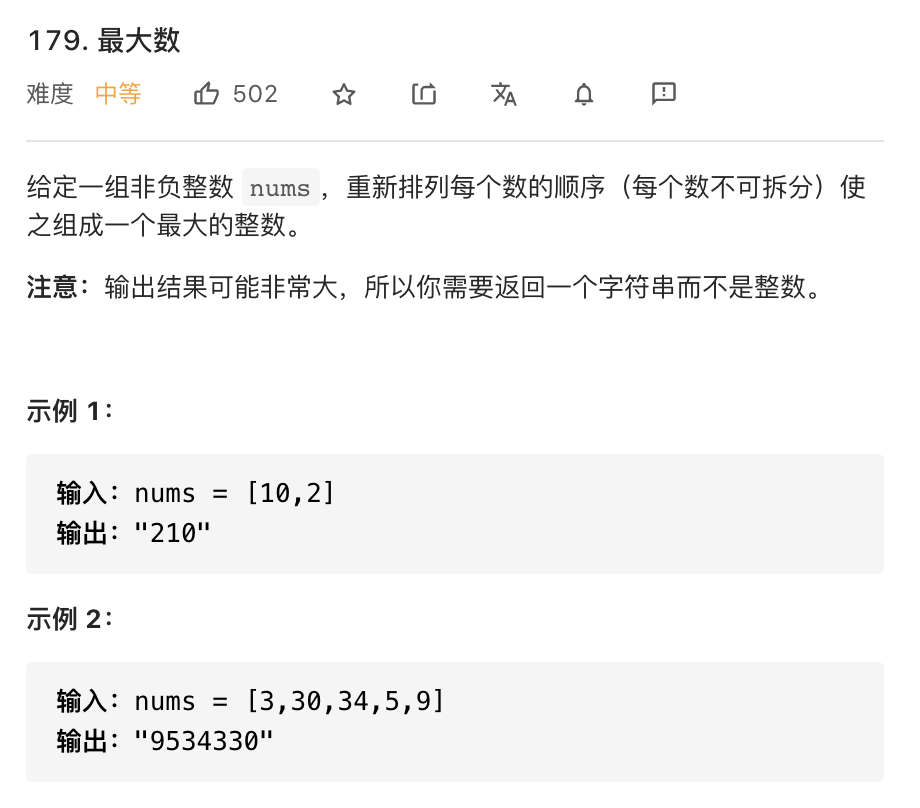 179. 最大数
难度 中等 502
给定一组非负整数 nums，重新排列每个数的顺序（每个数不可拆分）使
之组成一个最大的整数。
注意：输出结果可能非常大，所以你需要返回一个字符串而不是整数。
示例 1：
输入：nums = [10,2]
输出："210"
示例 2：
输入：nums = [3,30,34,5,9]
输出："9534330"